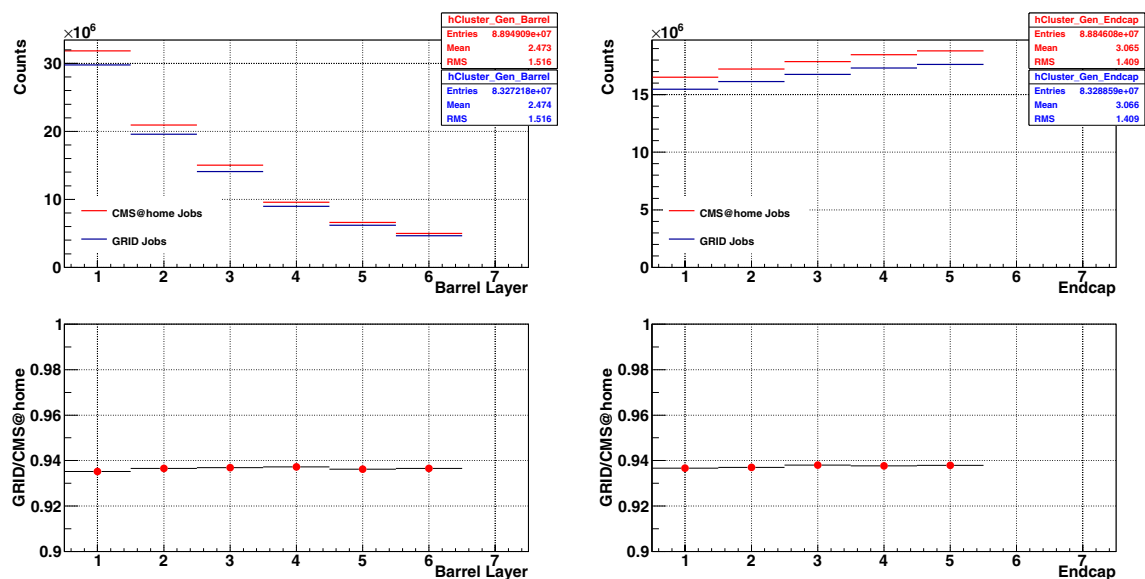 ×10⁶
Counts
30
20
10
0
hCluster_Gen_Barrel
Entries 8.894909e+07
Mean 2.473
RMS 1.516
hCluster_Gen_Barrel
Entries 8.327218e+07
Mean 2.474
RMS 1.516
CMS@home Jobs
GRID Jobs
1 2 3 4 5 6 7
Barrel Layer
×10⁶
Counts
15
10
5
0
hCluster_Gen_Endcap
Entries 8.884608e+07
Mean 3.065
RMS 1.409
hCluster_Gen_Endcap
Entries 8.328859e+07
Mean 3.066
RMS 1.409
CMS@home Jobs
GRID Jobs
1 2 3 4 5 6 7
Endcap
GRID/CMS@home
1
0.98
0.96
0.94
0.92
0.9
1 2 3 4 5 6 7
Barrel Layer
GRID/CMS@home
1
0.98
0.96
0.94
0.92
0.9
1 2 3 4 5 6 7
Endcap